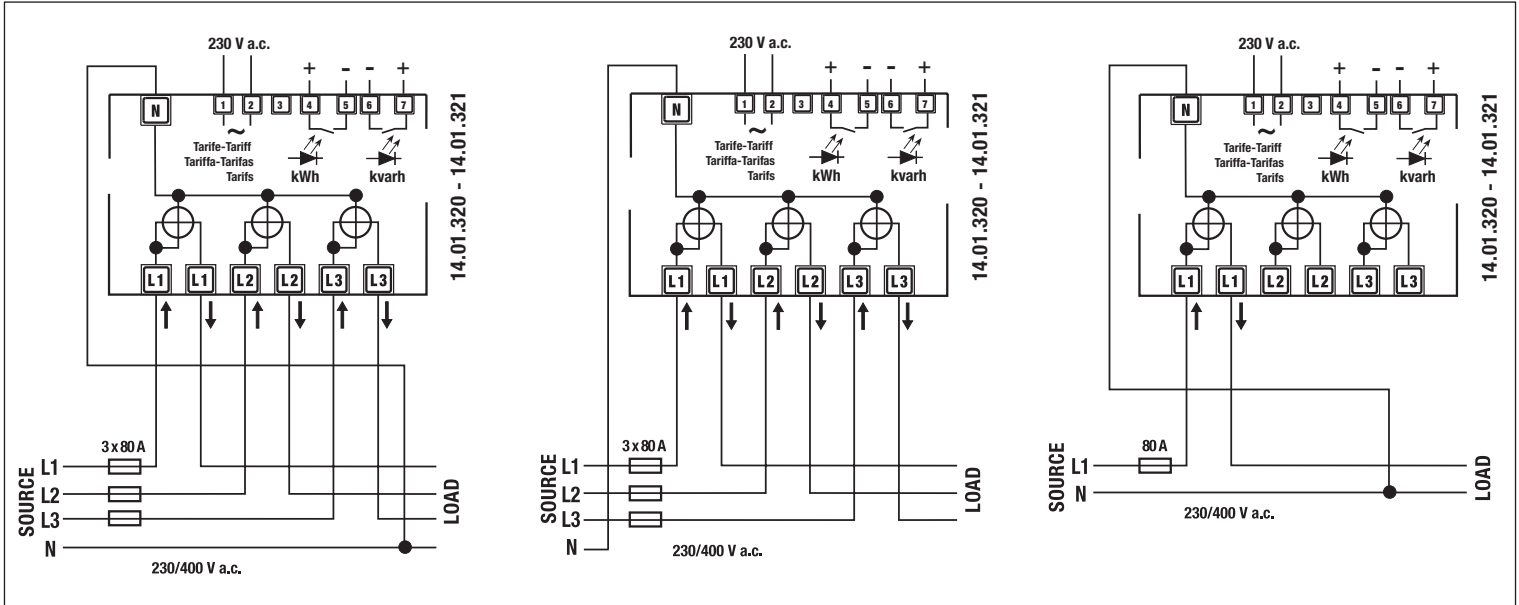 230 V a.c.
+ - - +
N 1 2 3 4 5 6 7
~
Tarife-Tariff
Tariffa-Tarifas
Tarifs
kWh kvarh
L1 L1 L2 L2 L3 L3
14.01.320 - 14.01.321
3 x 80 A
SOURCE
L1
L2
L3
N
LOAD
230/400 V a.c.
230 V a.c.
+ - - +
N 1 2 3 4 5 6 7
~
Tarife-Tariff
Tariffa-Tarifas
Tarifs
kWh kvarh
L1 L1 L2 L2 L3 L3
14.01.320 - 14.01.321
3 x 80 A
SOURCE
L1
L2
L3
N
LOAD
230/400 V a.c.
230 V a.c.
+ - - +
N 1 2 3 4 5 6 7
~
Tarife-Tariff
Tariffa-Tarifas
Tarifs
kWh kvarh
L1 L1 L2 L2 L3 L3
14.01.320 - 14.01.321
80 A
SOURCE
L1
N
LOAD
230/400 V a.c.